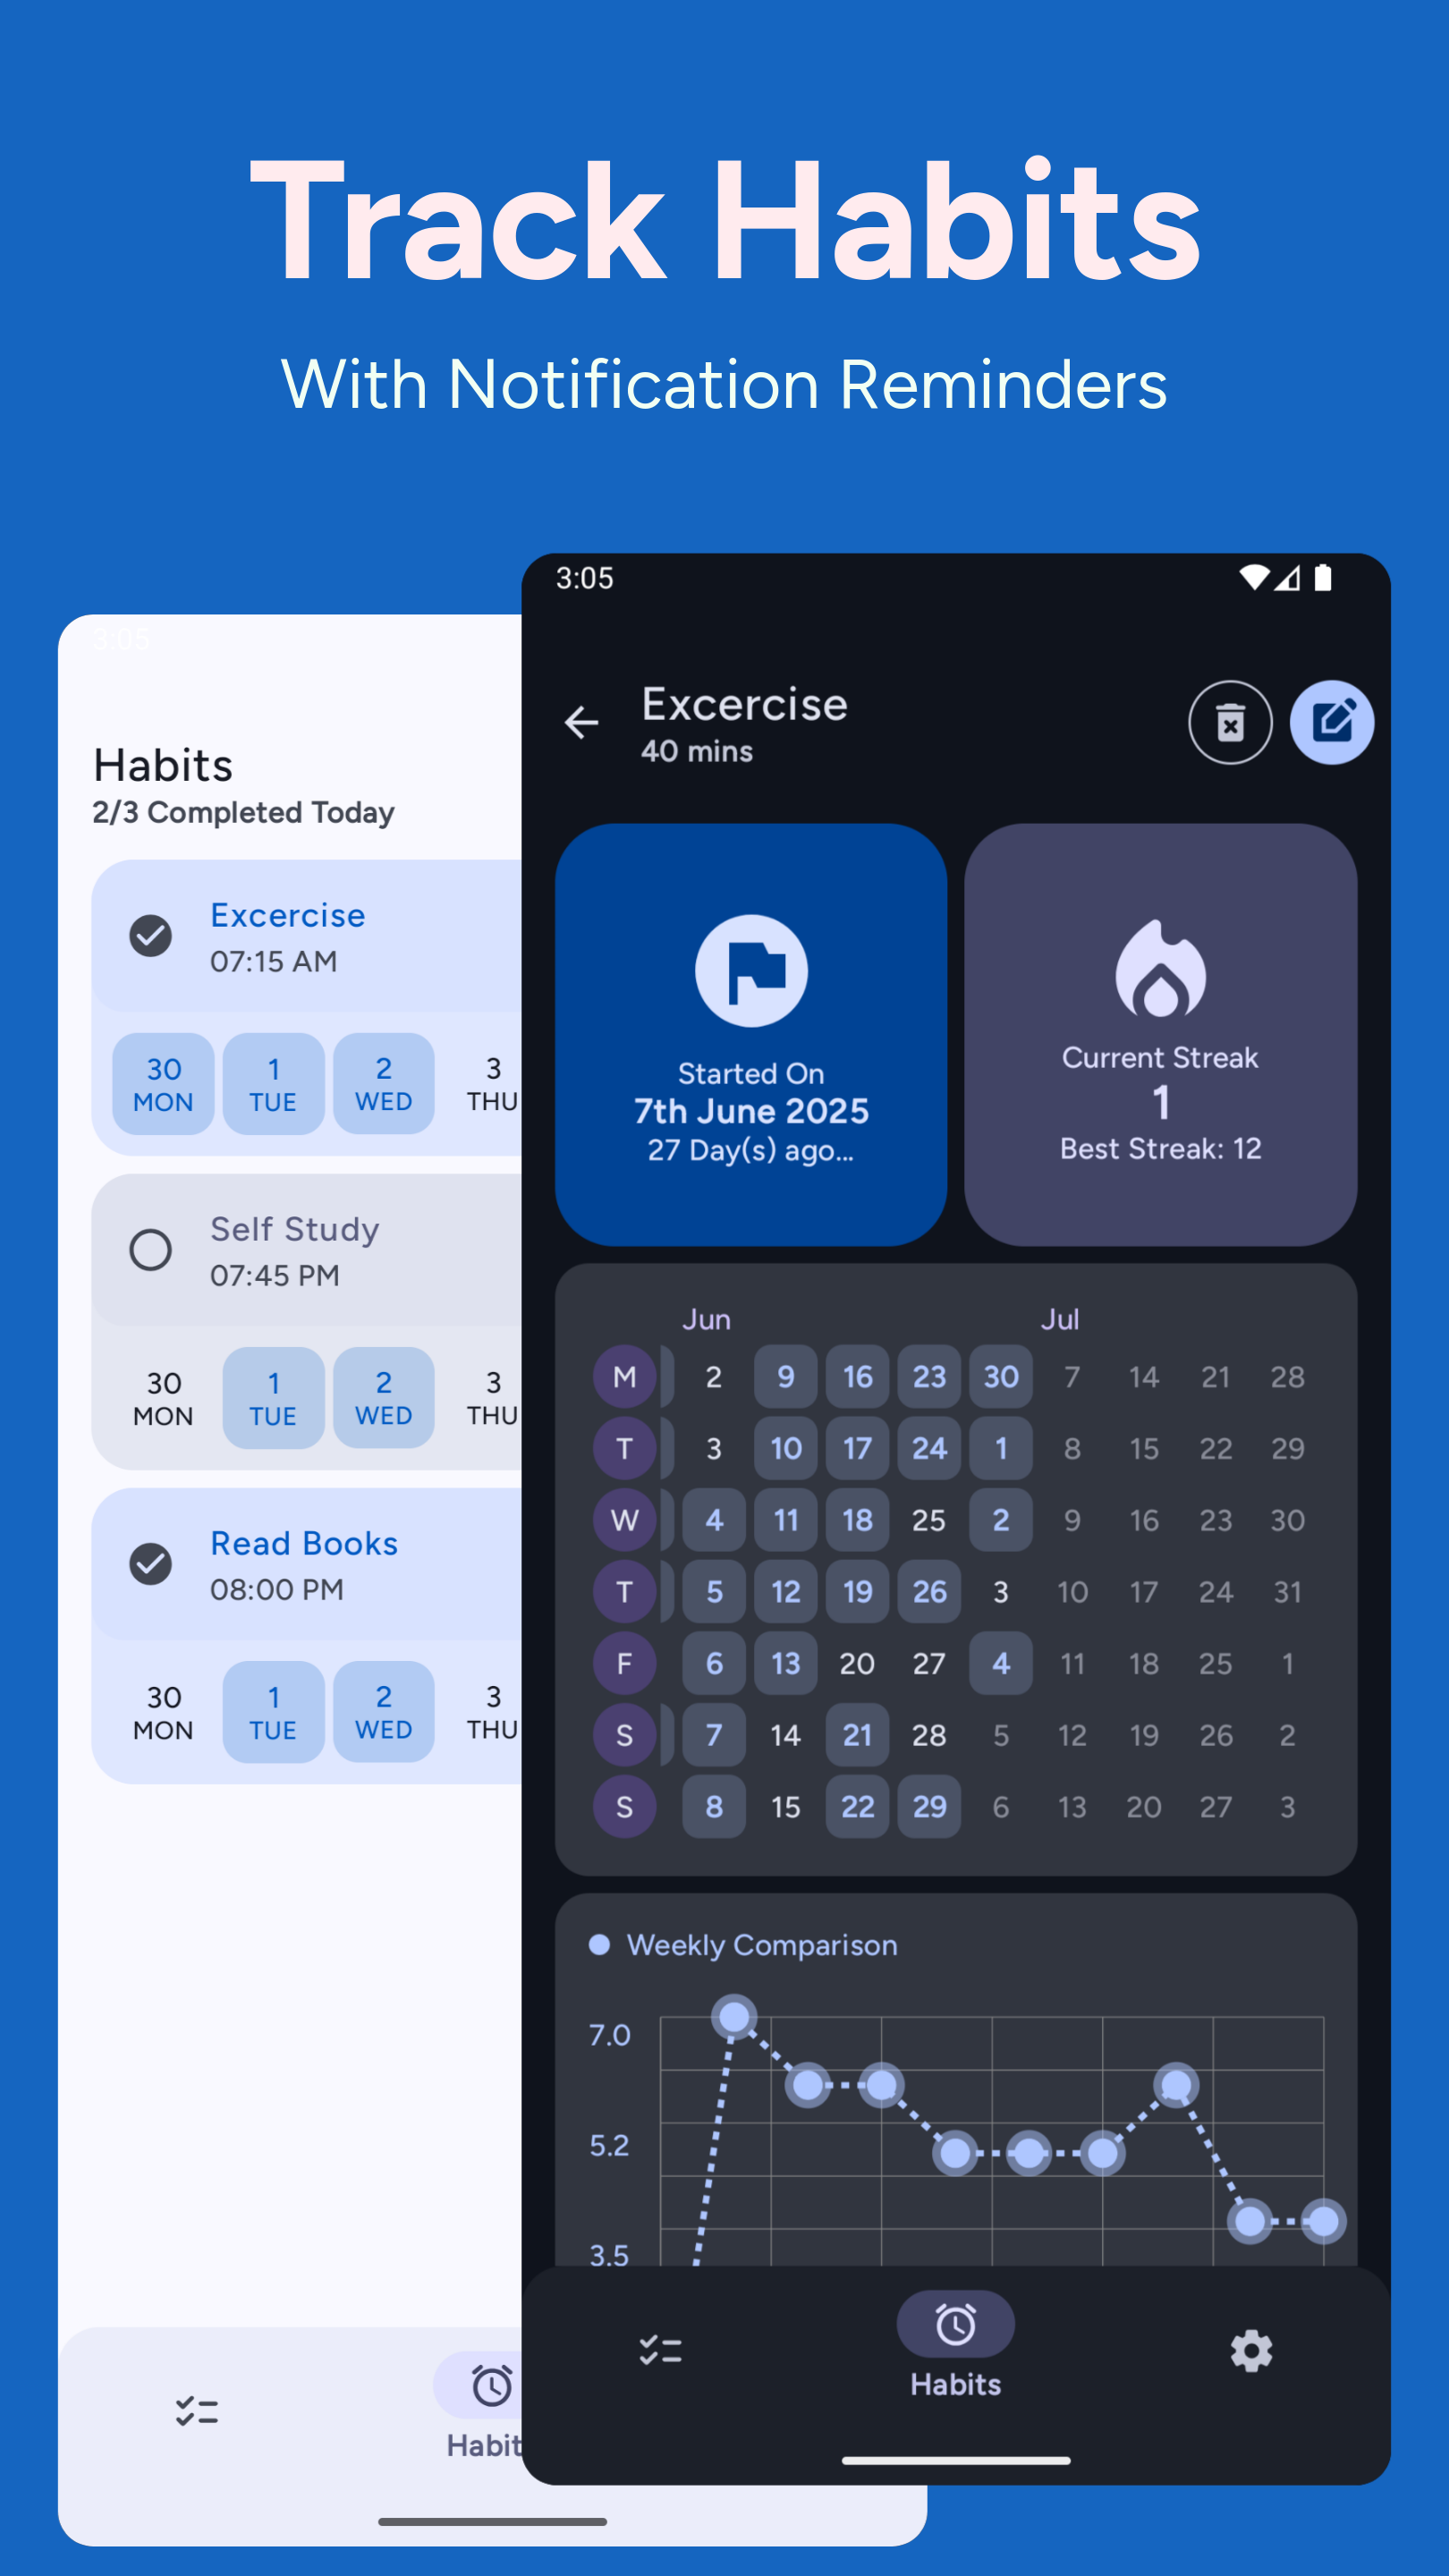 Track Habits
With Notification Reminders
3:05
Habits
2/3 Completed Today
Excercise
07:15 AM
30 1 2 3
MON TUE WED THU
Self Study
07:45 PM
30 1 2 3
MON TUE WED THU
Read Books
08:00 PM
30 1 2 3
MON TUE WED THU
Habit
3:05
Excercise
40 mins
Started On
7th June 2025
27 Day(s) ago...
Current Streak
1
Best Streak: 12
Jun Jul
M 2 9 16 23 30 7 14 21 28
T 3 10 17 24 1 8 15 22 29
W 4 11 18 25 2 9 16 23 30
T 5 12 19 26 3 10 17 24 31
F 6 13 20 27 4 11 18 25 1
S 7 14 21 28 5 12 19 26 2
S 8 15 22 29 6 13 20 27 3
Weekly Comparison
7.0
5.2
3.5
Habits